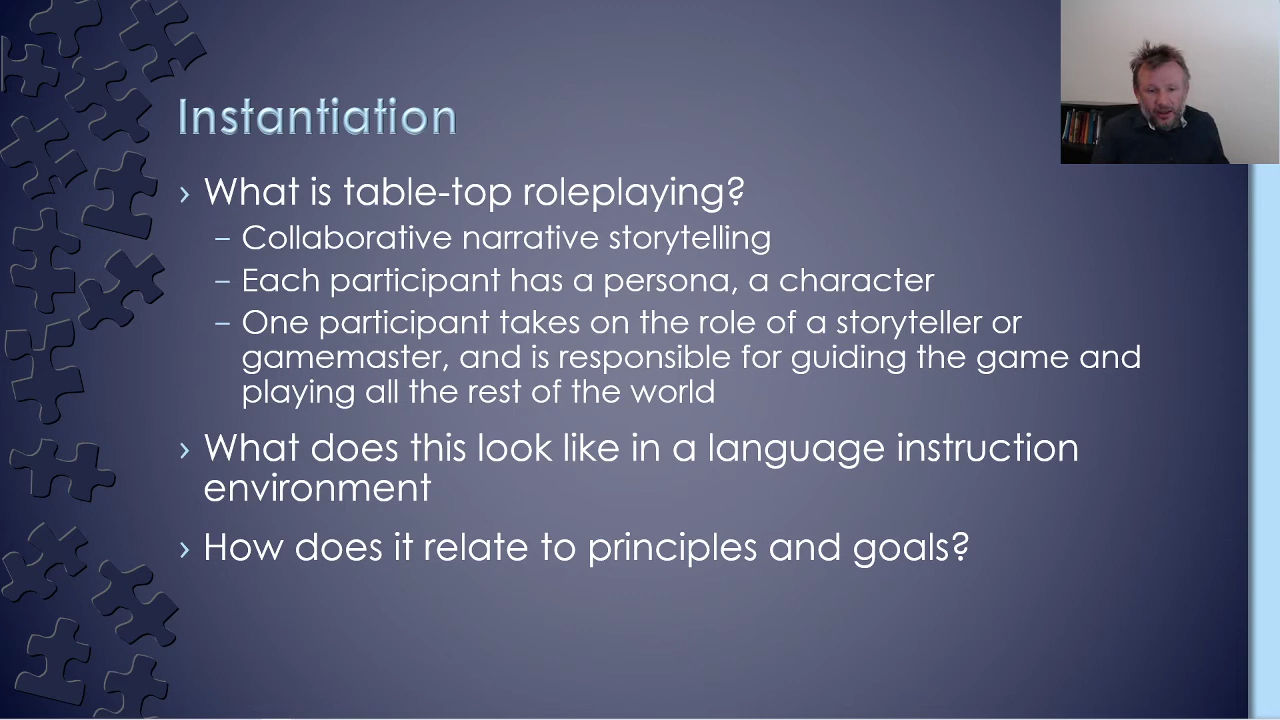 Instantiation
› What is table-top roleplaying?
– Collaborative narrative storytelling
– Each participant has a persona, a character
– One participant takes on the role of a storyteller or
gamemaster, and is responsible for guiding the game and
playing all the rest of the world
› What does this look like in a language instruction
environment
› How does it relate to principles and goals?